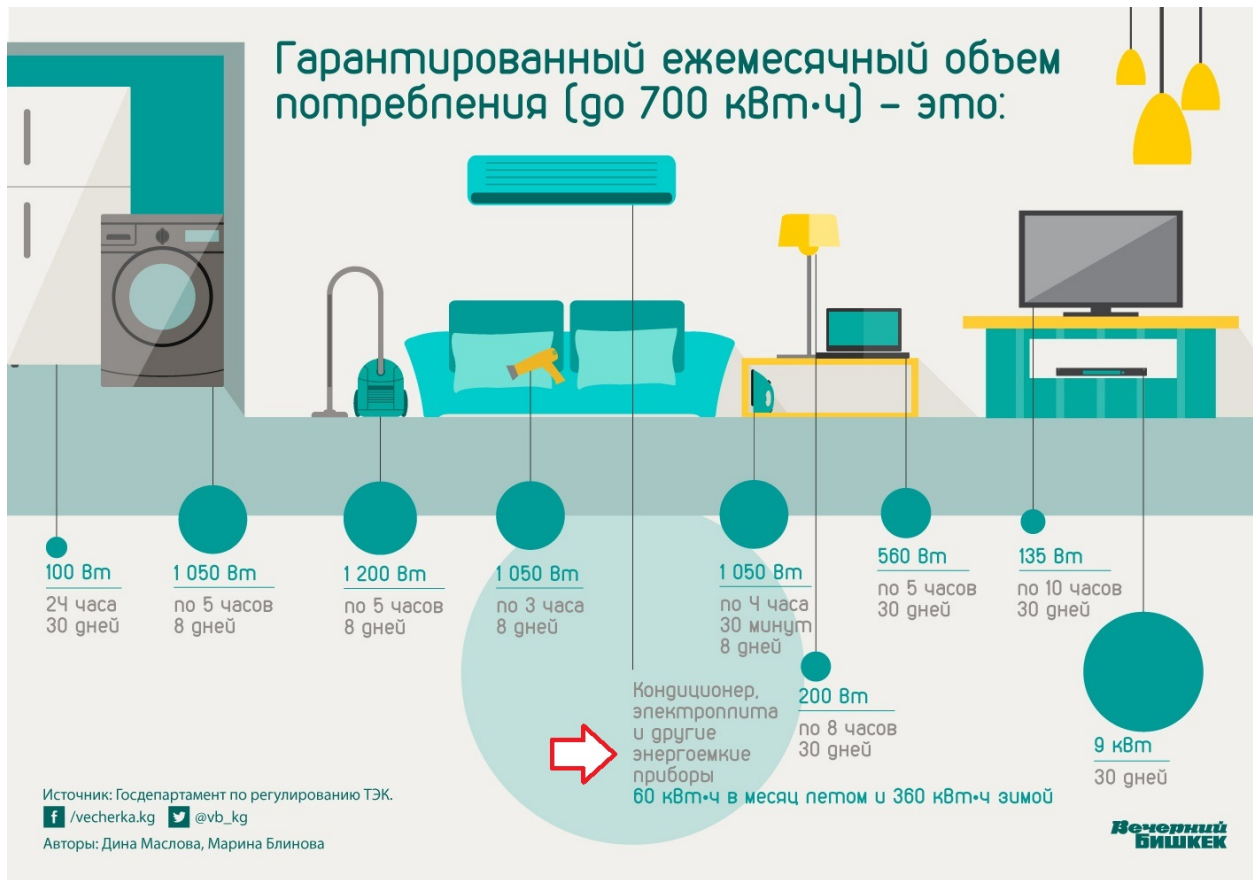 Гарантированный ежемесячный объем
потребления (до 700 кВт•ч) – это:
100 Вт
24 часа
30 дней
1 050 Вт
по 5 часов
8 дней
1 200 Вт
по 5 часов
8 дней
1 050 Вт
по 3 часа
8 дней
Кондиционер,
электроплита
и другие
энергоемкие
приборы
60 кВт•ч в месяц летом и 360 кВт•ч зимой
1 050 Вт
по 4 часа
30 минут
8 дней
200 Вт
по 8 часов
30 дней
560 Вт
по 5 часов
30 дней
135 Вт
по 10 часов
30 дней
9 кВт
30 дней
Источник: Госдепартамент по регулированию ТЭК.
f /vecherka.kg @vb_kg
Авторы: Дина Маслова, Марина Блинова
Вечерний
БИШКЕК